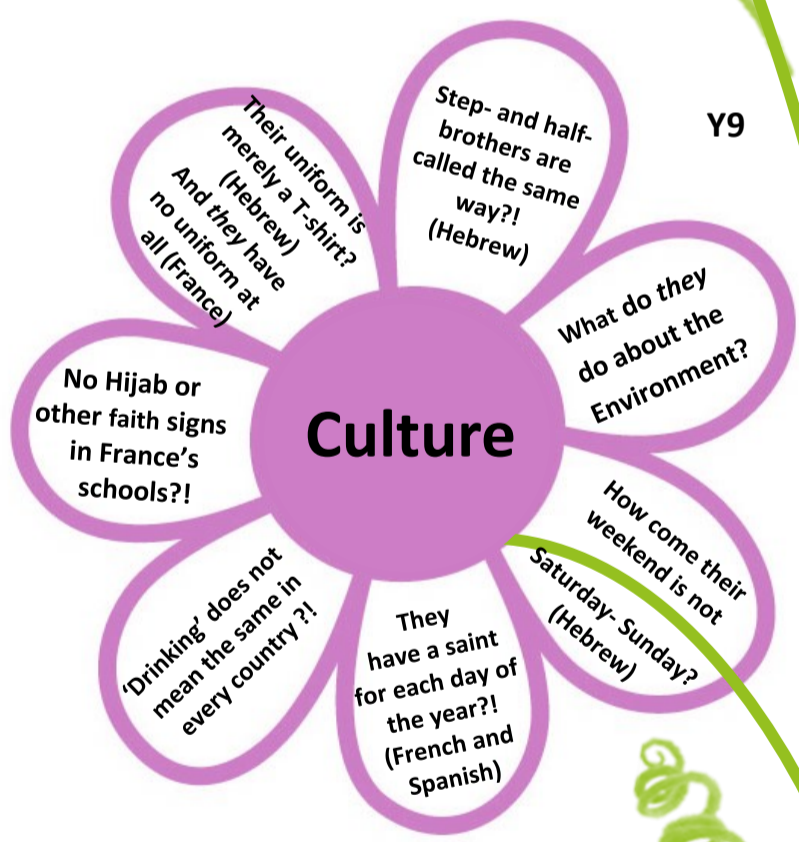 Y9
Step- and half-
brothers are
called the same
way?!
(Hebrew)
What do they
do about the
Environment?
How come their
weekend is not
Saturday- Sunday?
(Hebrew)
They
have a saint
for each day of
the year?!
(French and
Spanish)
‘Drinking’ does not
mean the same in
every country ?!
No Hijab or
other faith signs
in France’s
schools?!
Their uniform is
merely a T-shirt?
(Hebrew)
And they have
no uniform at
all (France)
Culture